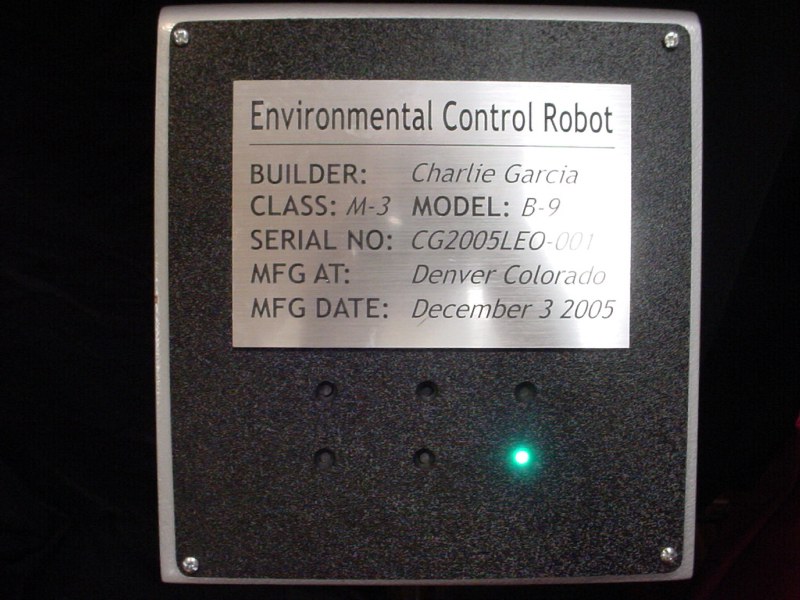 Environmental Control Robot
BUILDER: Charlie Garcia
CLASS: M-3 MODEL: B-9
SERIAL NO: CG2005LEO-001
MFG AT: Denver Colorado
MFG DATE: December 3 2005